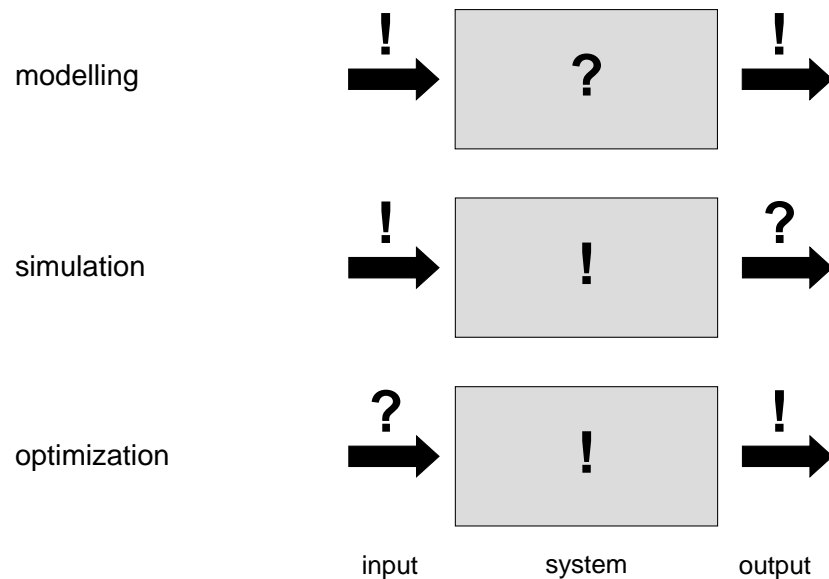 ! !
modelling ?
! ?
simulation !
? !
optimization !
input system output